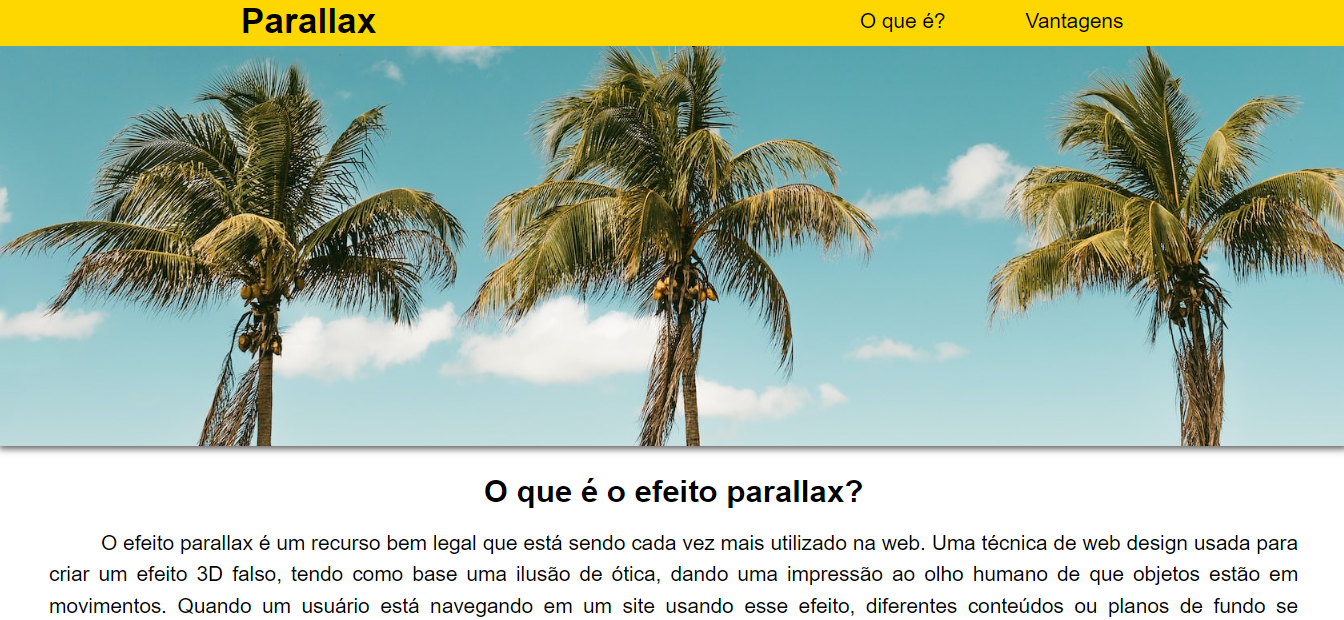 Parallax
O que é?
Vantagens
O que é o efeito parallax?
O efeito parallax é um recurso bem legal que está sendo cada vez mais utilizado na web. Uma técnica de web design usada para
criar um efeito 3D falso, tendo como base uma ilusão de ótica, dando uma impressão ao olho humano de que objetos estão em
movimentos. Quando um usuário está navegando em um site usando esse efeito, diferentes conteúdos ou planos de fundo se